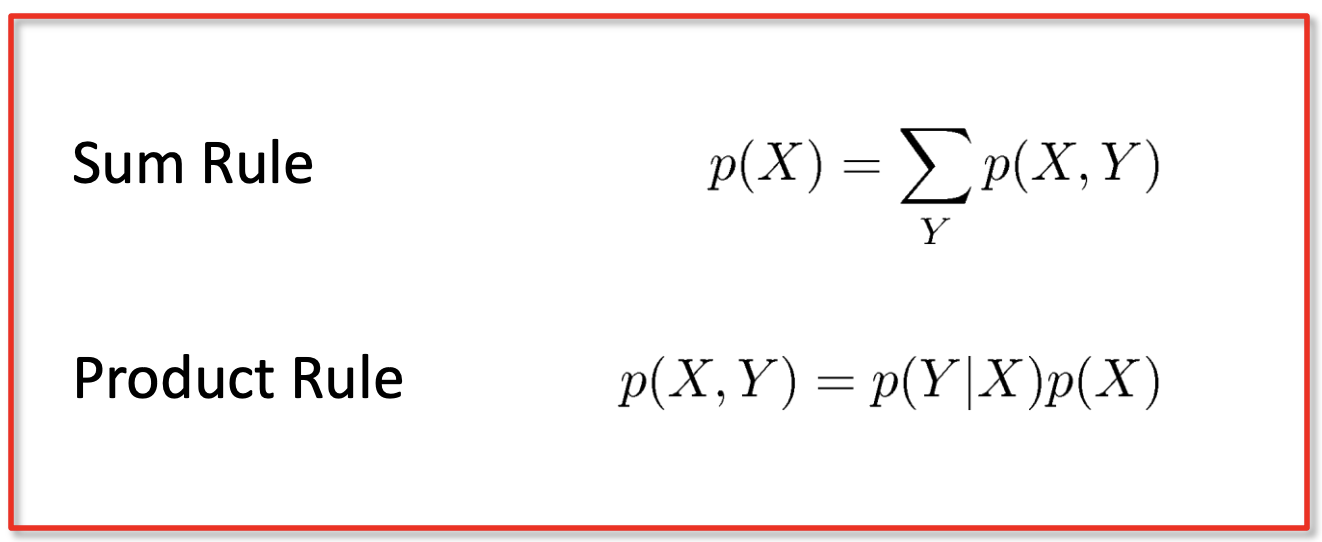 Sum Rule p(X) = ∑_Y p(X, Y)
Product Rule p(X, Y) = p(Y|X)p(X)